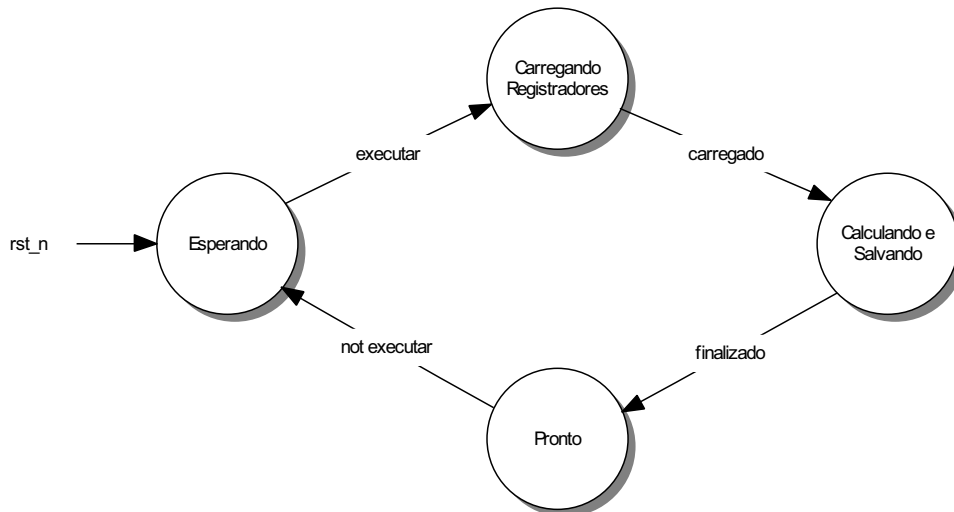 Carregando
Registradores
executar
carregado
rst_n
Esperando
Calculando e
Salvando
not executar
finalizado
Pronto